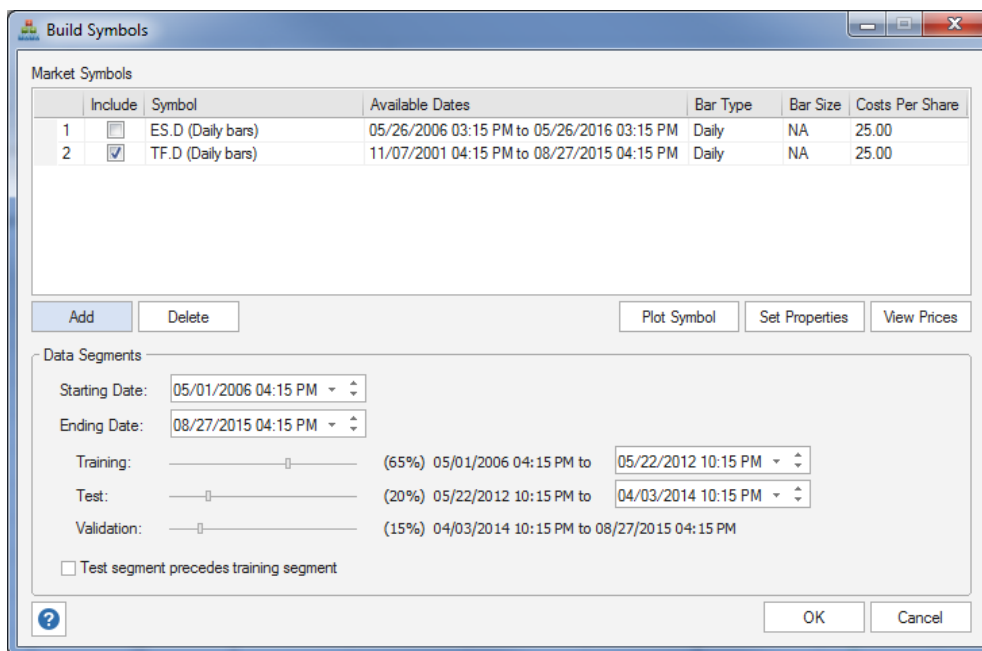 Build Symbols
Market Symbols
Include Symbol Available Dates Bar Type Bar Size Costs Per Share
1 ES.D (Daily bars) 05/26/2006 03:15 PM to 05/26/2016 03:15 PM Daily NA 25.00
2 TF.D (Daily bars) 11/07/2001 04:15 PM to 08/27/2015 04:15 PM Daily NA 25.00
Add Delete Plot Symbol Set Properties View Prices
Data Segments
Starting Date: 05/01/2006 04:15 PM
Ending Date: 08/27/2015 04:15 PM
Training: (65%) 05/01/2006 04:15 PM to 05/22/2012 10:15 PM
Test: (20%) 05/22/2012 10:15 PM to 04/03/2014 10:15 PM
Validation: (15%) 04/03/2014 10:15 PM to 08/27/2015 04:15 PM
Test segment precedes training segment
? OK Cancel